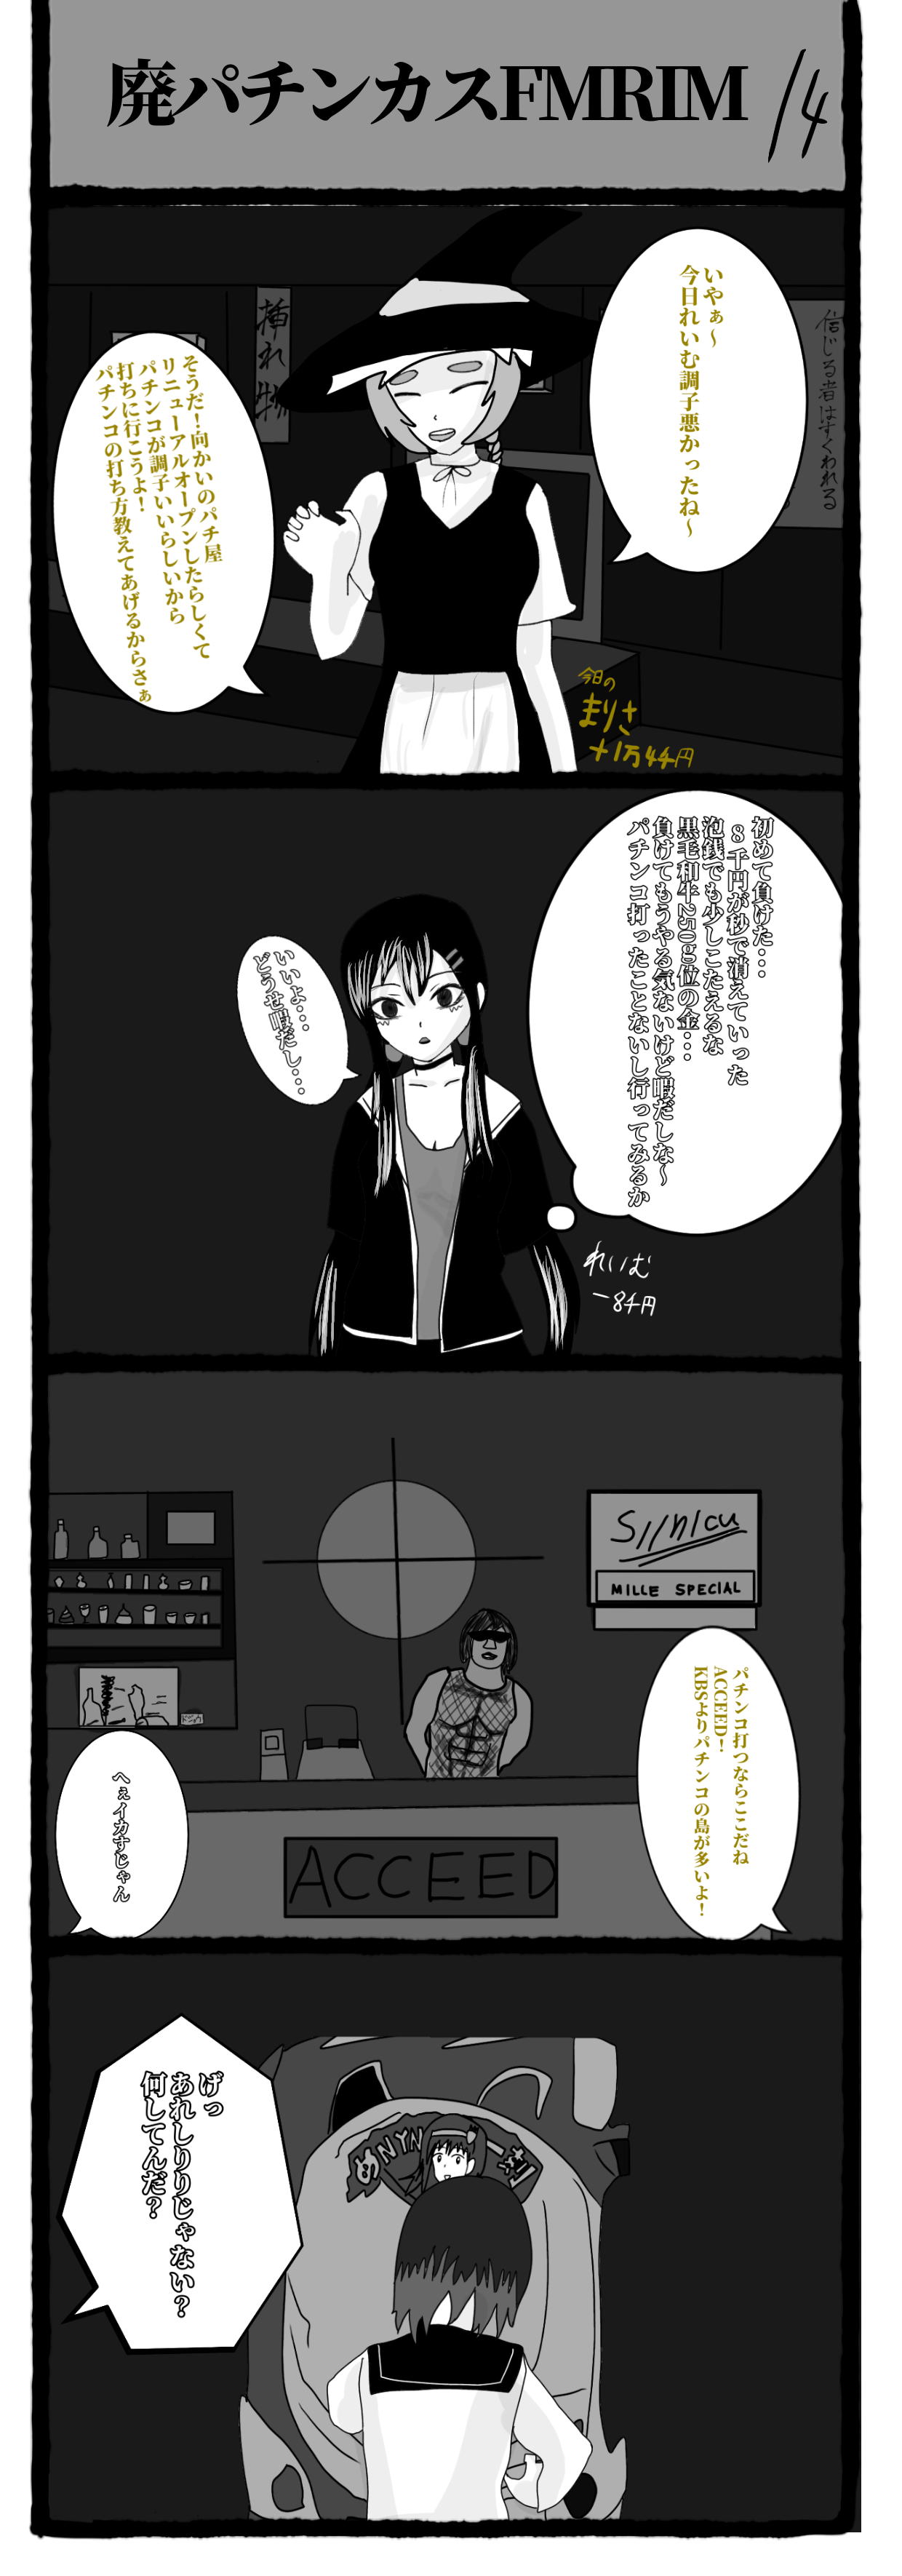 廃パチンカスFMRIM
14
いやぁ～
今日れいむ調子悪かったね～
信じる者はすくわれる
挿れ物
そうだ！向かいのパチ屋
リニューアルオープンしたらしくて
パチンコが調子いいらしいから
打ちに行こうよ！
パチンコの打ち方教えてあげるからさぁ
今日の
まりさ
+1万4千円
初めて負けた...
8千円が秒で消えていった
泡銭でも少しこたえるな
黒毛和牛250g位の金...
負けてもうやる気ないけど暇だしな～
パチンコ打ったことないし行ってみるか
いいよ...
どうせ暇だし...
れいむ
-8千円
MILLE SPECIAL
パチンコ打つならここだね
ACCEED!
KBSよりパチンコの島が多いよ！
へぇイカすじゃん
ACCEED
げっ
あれしりりじゃない？
何してんだ？